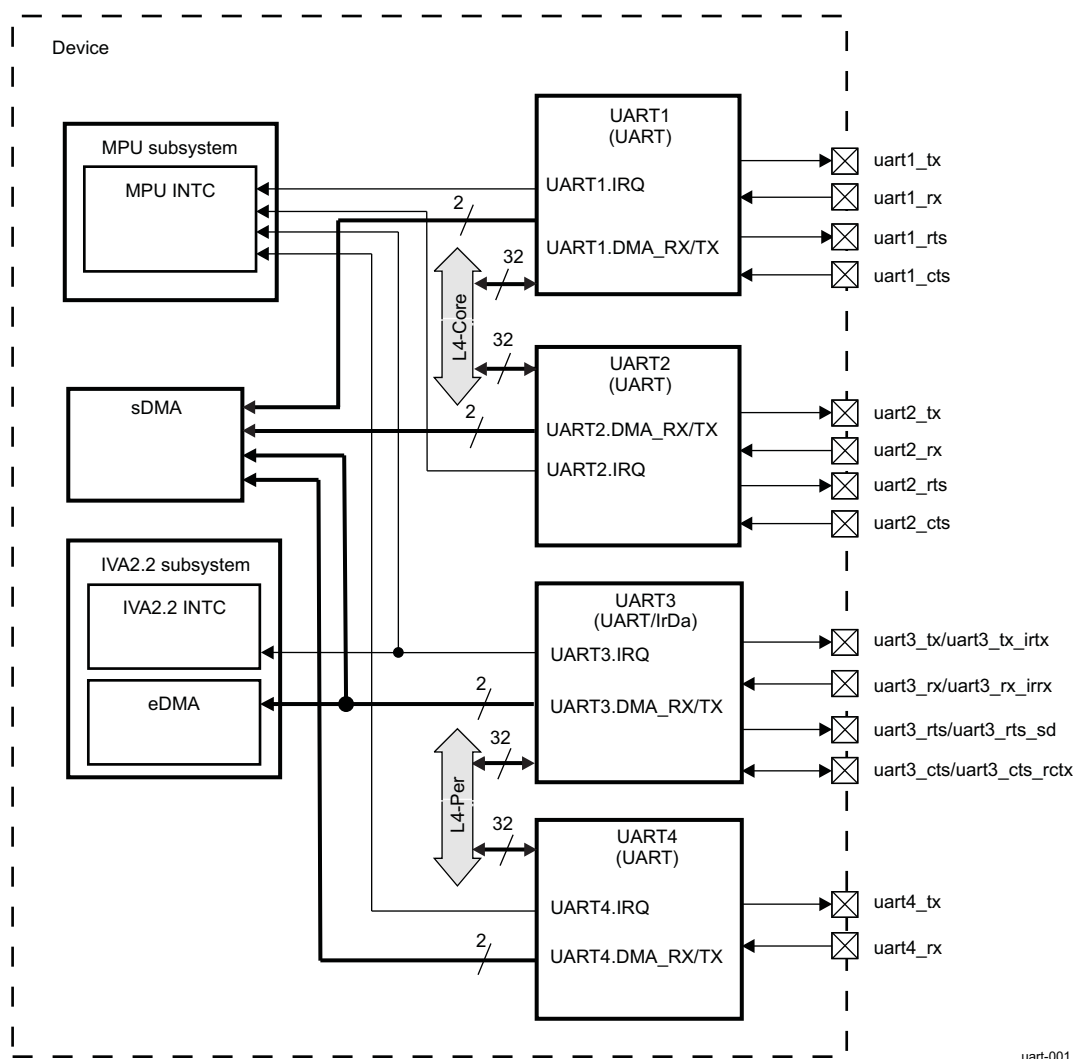 Device
MPU subsystem
MPU INTC
sDMA
IVA2.2 subsystem
IVA2.2 INTC
eDMA
2
32
L4-Core
32
2
2
32
L4-Per
32
2
UART1
(UART)
UART1.IRQ
UART1.DMA_RX/TX
UART2
(UART)
UART2.DMA_RX/TX
UART2.IRQ
UART3
(UART/IrDa)
UART3.IRQ
UART3.DMA_RX/TX
UART4
(UART)
UART4.IRQ
UART4.DMA_RX/TX
uart1_tx
uart1_rx
uart1_rts
uart1_cts
uart2_tx
uart2_rx
uart2_rts
uart2_cts
uart3_tx/uart3_tx_irtx
uart3_rx/uart3_rx_irrx
uart3_rts/uart3_rts_sd
uart3_cts/uart3_cts_rctx
uart4_tx
uart4_rx
uart-001